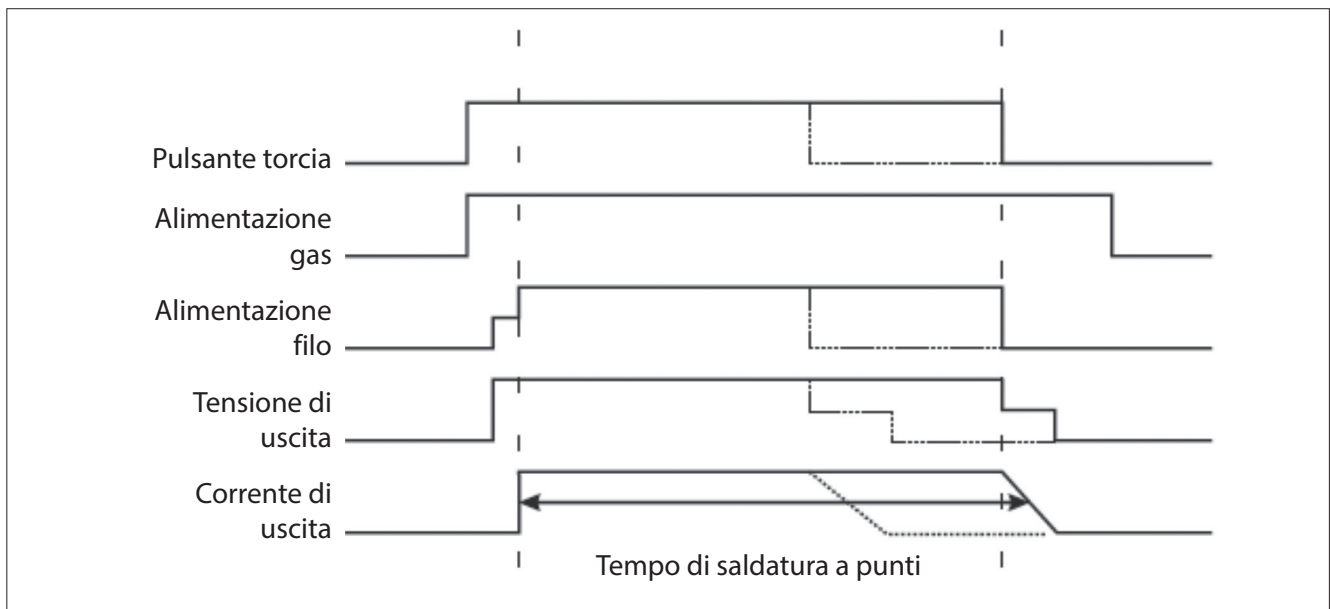 Pulsante torcia
Alimentazione
gas
Alimentazione
filo
Tensione di
uscita
Corrente di
uscita
Tempo di saldatura a punti